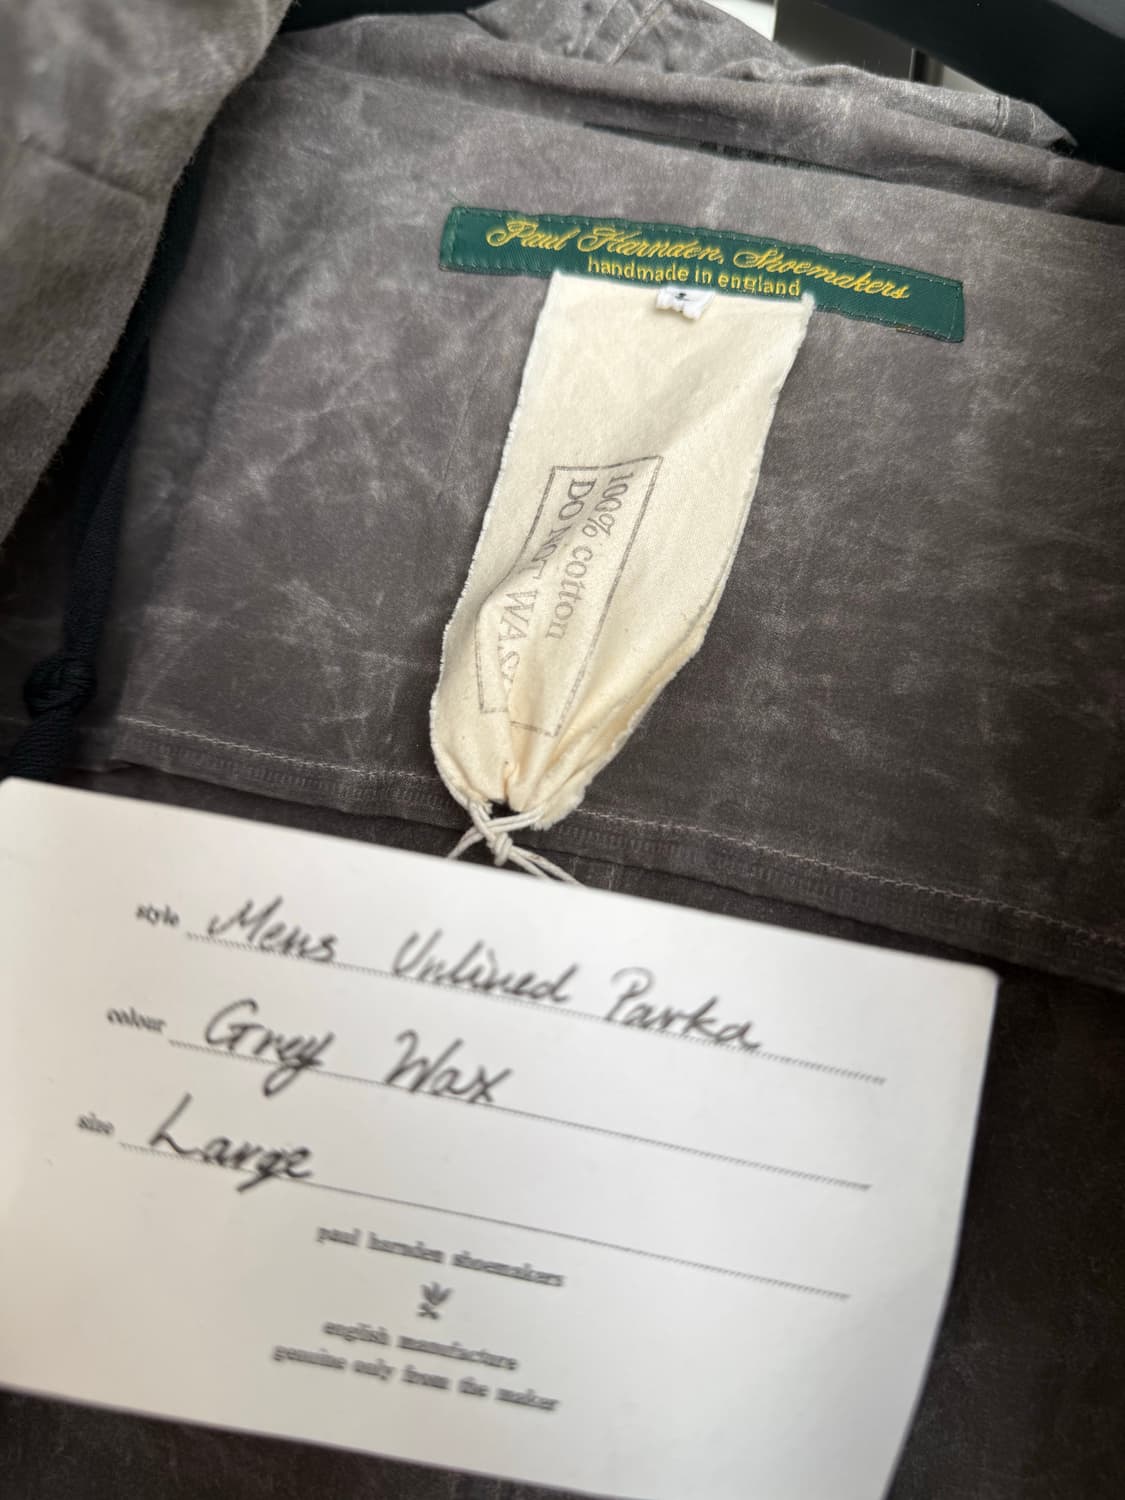 Paul Harnden, Shoemakers
handmade in england
100% cotton
DO NOT WASH
style Mens Unlined Parka
colour Grey Wax
size Large
paul harnden shoemakers
english manufacture
genuine only from the maker